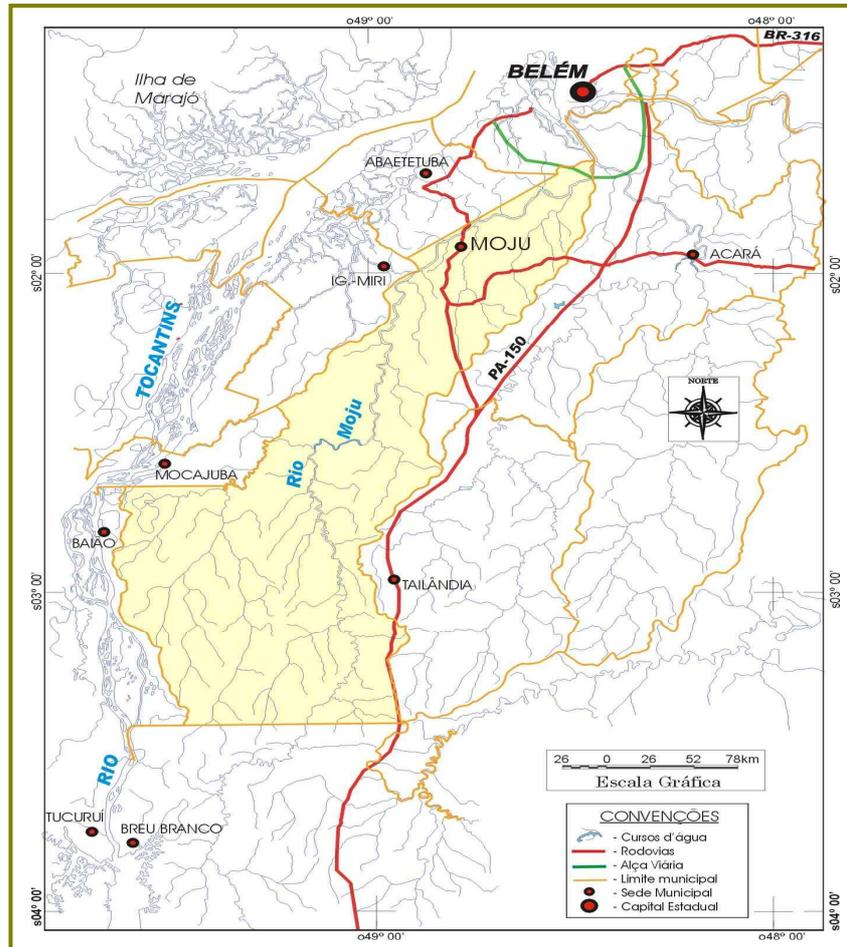 o49° 00'
o48° 00'
BR-316
BELÉM
Ilha de
Marajó
ABAETETUBA
MOJU
ACARÁ
IG.-MIRI
s02° 00'
s02° 00'
TOCANTINS
PA-150
NORTE
Moju
Rio
MOCAJUBA
BAIÃO
TAILÂNDIA
s03° 00'
s03° 00'
RIO
26 0 26 52 78km
Escala Gráfica
TUCURUÍ
BREU BRANCO
CONVENÇÕES
- Cursos d'água
- Rodovias
- Alça Viária
- Limite municipal
- Sede Municipal
- Capital Estadual
s04° 00'
s04° 00'
o49° 00'
o48° 00'